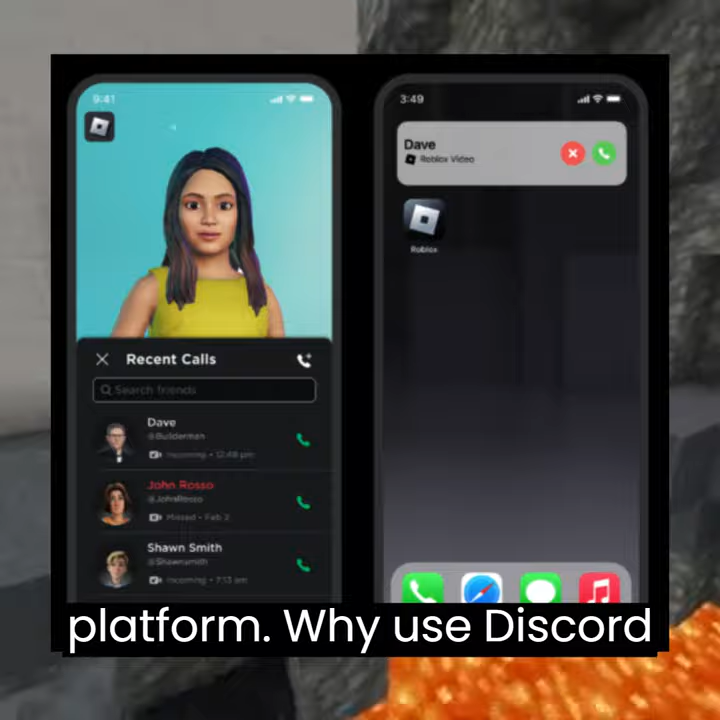 9:41
Recent Calls
Search friends
Dave
@Builderman
Incoming • 12:48 pm
John Rosso
@JohnRosso
Missed • Feb 2
Shawn Smith
@Shawnsmith
Incoming • 7:13 am
3:49
Dave
Roblox Video
Roblox
platform. Why use Discord